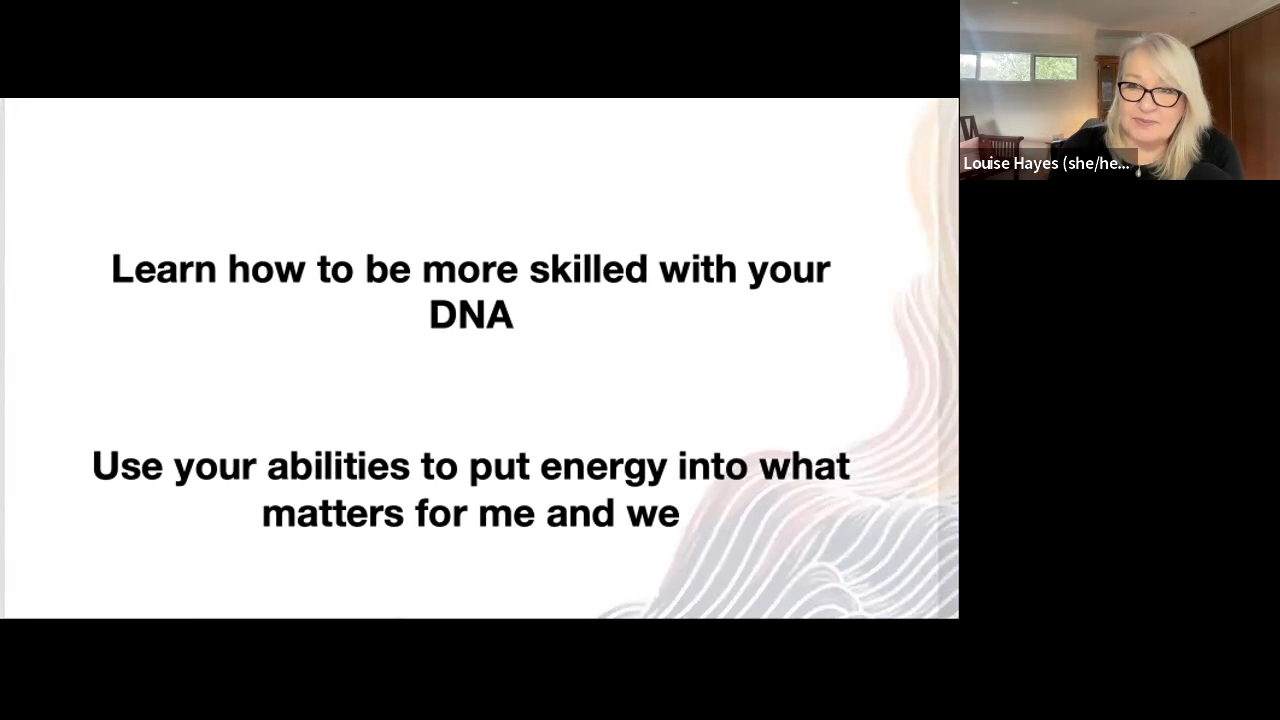 Learn how to be more skilled with your
DNA
Use your abilities to put energy into what
matters for me and we
Louise Hayes (she/he...